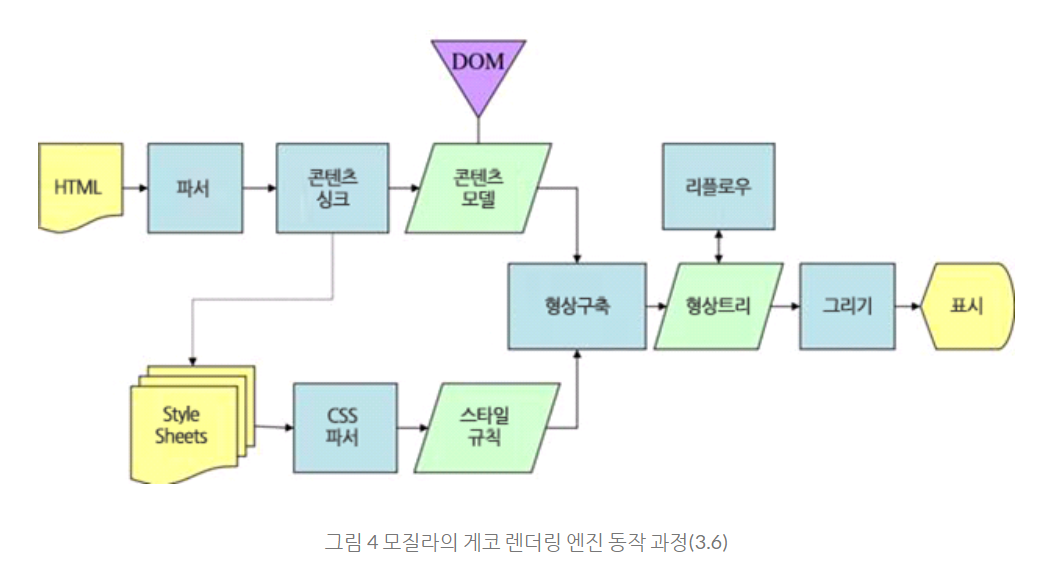 DOM
HTML
파서
콘텐츠
싱크
콘텐츠
모델
리플로우
형상구축
형상트리
그리기
표시
Style
Sheets
CSS
파서
스타일
규칙
그림 4 모질라의 게코 렌더링 엔진 동작 과정(3.6)